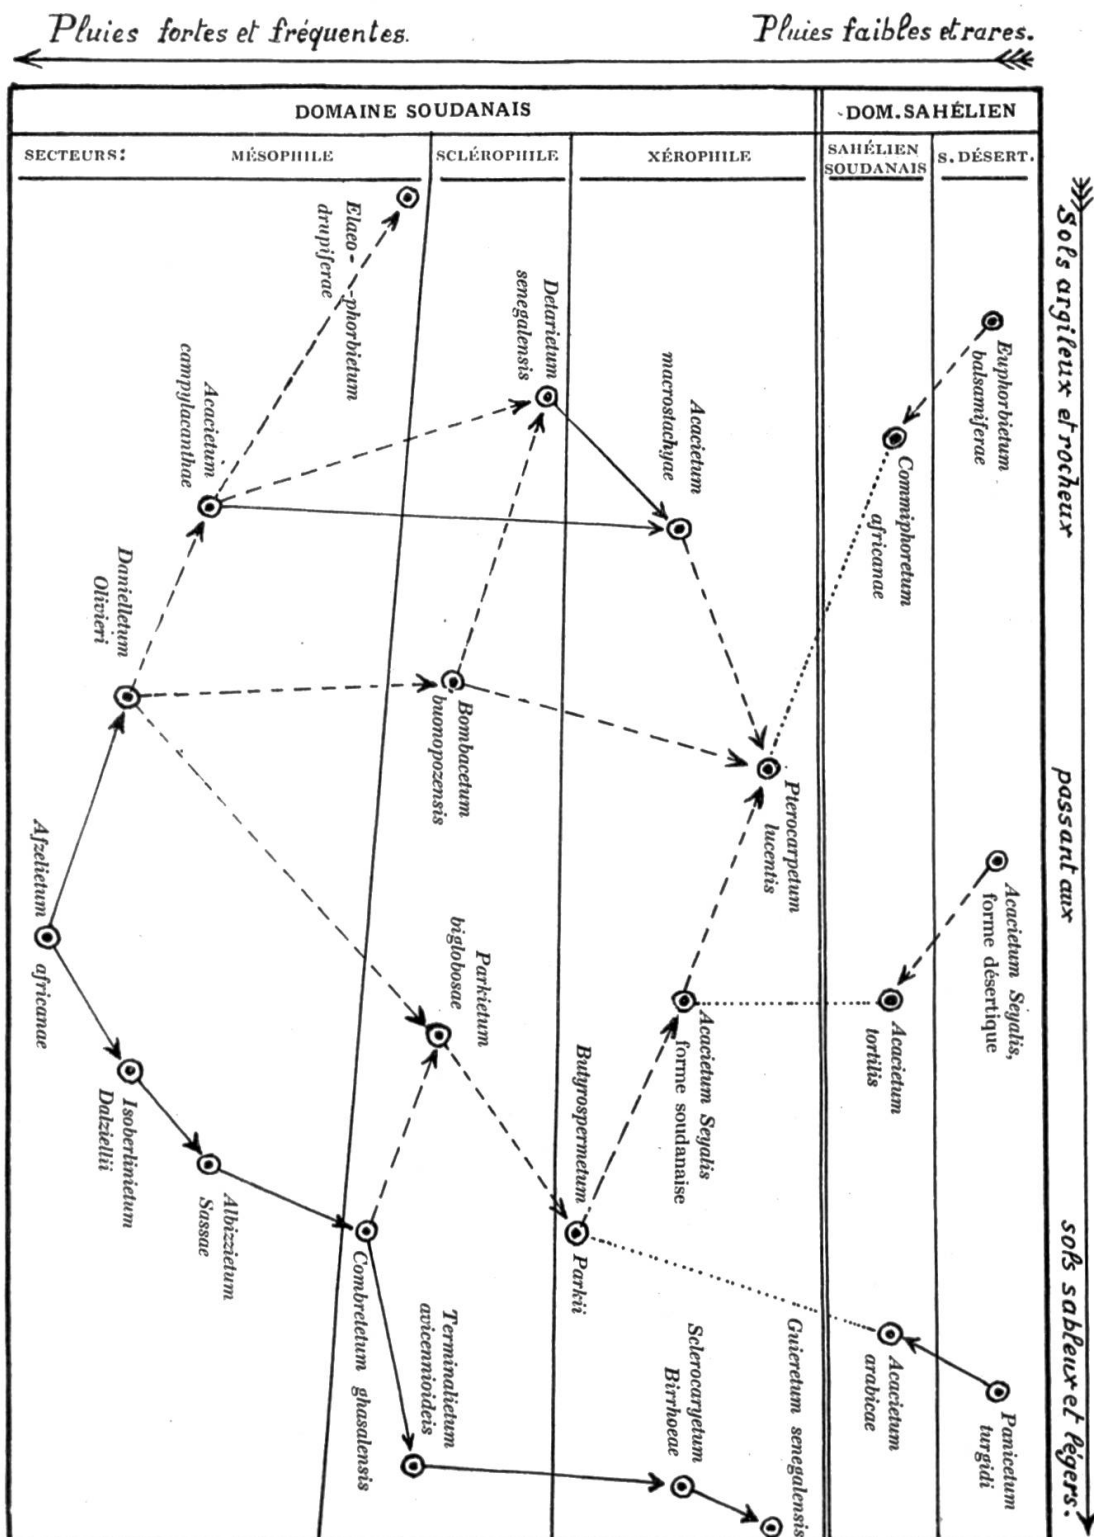 Pluies fortes et fréquentes.
Pluies faibles et rares.
DOMAINE SOUDANAIS
DOM. SAHÉLIEN
SECTEURS:
MÉSOPHILE
SCLÉROPHILE
XÉROPHILE
SAHÉLIEN
SOUDANAIS
S. DÉSERT.
Sols argileux et rocheux
passant aux
sols sableux et légers.
Elaeo- -phorbietum
drupiferae
Detarietum
senegalensis
Euphorbietum
balsamiferae
Acacietum
campylacanthae
Acacietum
macrostachyae
Commiphoretum
africanae
Danielletum
Olivieri
Bombacetum
buonopozensis
Pterocarpetum
lucentis
Afzelietum africanae
Parkietum
biglobosae
Acacietum Seyalis,
forme désertique
Isoberlinietum
Dalziellii
Butyrospermetum Parkii
Acacietum Seyalis
forme soudanaise
Acacietum
tortilis
Albizzietum
Sassae
Combretetum ghasalensis
Terminalietum
avicennioideis
Sclerocaryetum
Birrhoeae
Guieretum senegalensis
Acacietum
arabicae
Panicetum
turgidi